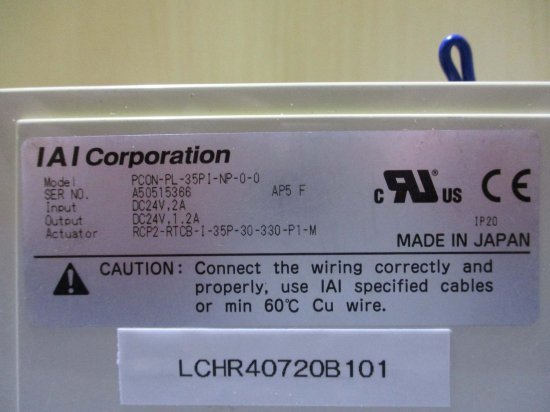 IAI Corporation
Model PCON-PL-35PI-NP-0-0
SER NO. A50515366 AP5 F
Input DC24V,2A
Output DC24V,1.2A
Actuator RCP2-RTCB-I-35P-30-330-P1-M
c RU US CE
IP20
MADE IN JAPAN
CAUTION: Connect the wiring correctly and
properly, use IAI specified cables
or min 60℃ Cu wire.
LCHR40720B101